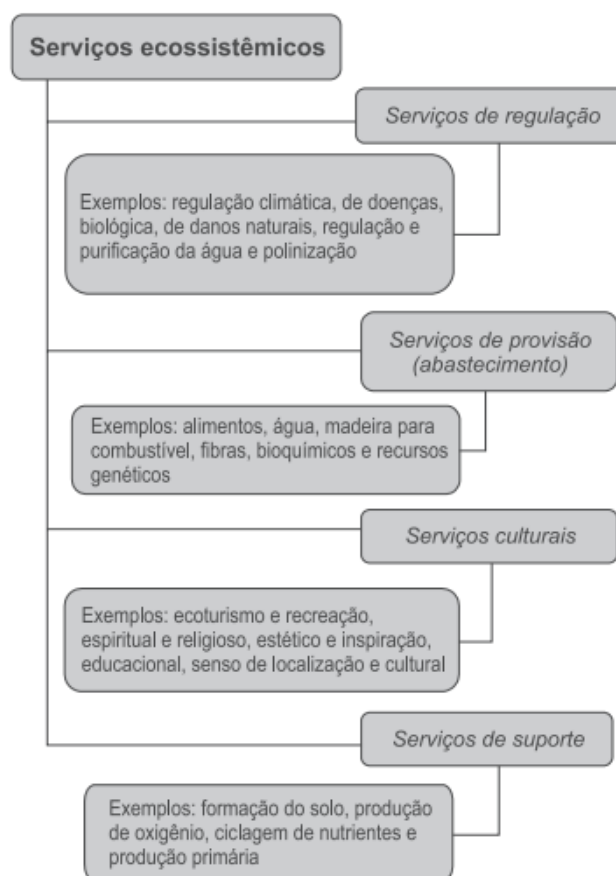 Serviços ecossistêmicos
Serviços de regulação
Exemplos: regulação climática, de doenças,
biológica, de danos naturais, regulação e
purificação da água e polinização
Serviços de provisão
(abastecimento)
Exemplos: alimentos, água, madeira para
combustível, fibras, bioquímicos e recursos
genéticos
Serviços culturais
Exemplos: ecoturismo e recreação,
espiritual e religioso, estético e inspiração,
educacional, senso de localização e cultural
Serviços de suporte
Exemplos: formação do solo, produção
de oxigênio, ciclagem de nutrientes e
produção primária